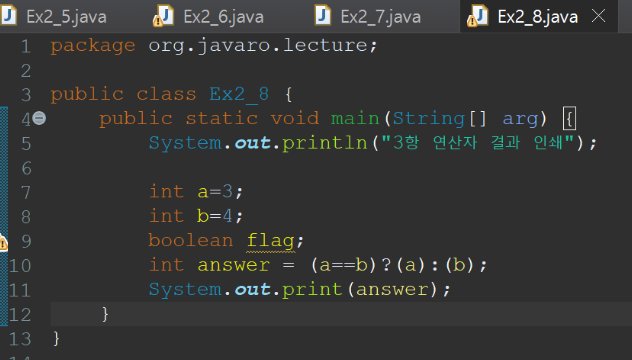 Ex2_5.java Ex2_6.java Ex2_7.java Ex2_8.java
1 package org.javaro.lecture;
2
3 public class Ex2_8 {
4 public static void main(String[] arg) {
5 System.out.println("3항 연산자 결과 인쇄");
6
7 int a=3;
8 int b=4;
9 boolean flag;
10 int answer = (a==b)?(a):(b);
11 System.out.print(answer);
12 }
13 }